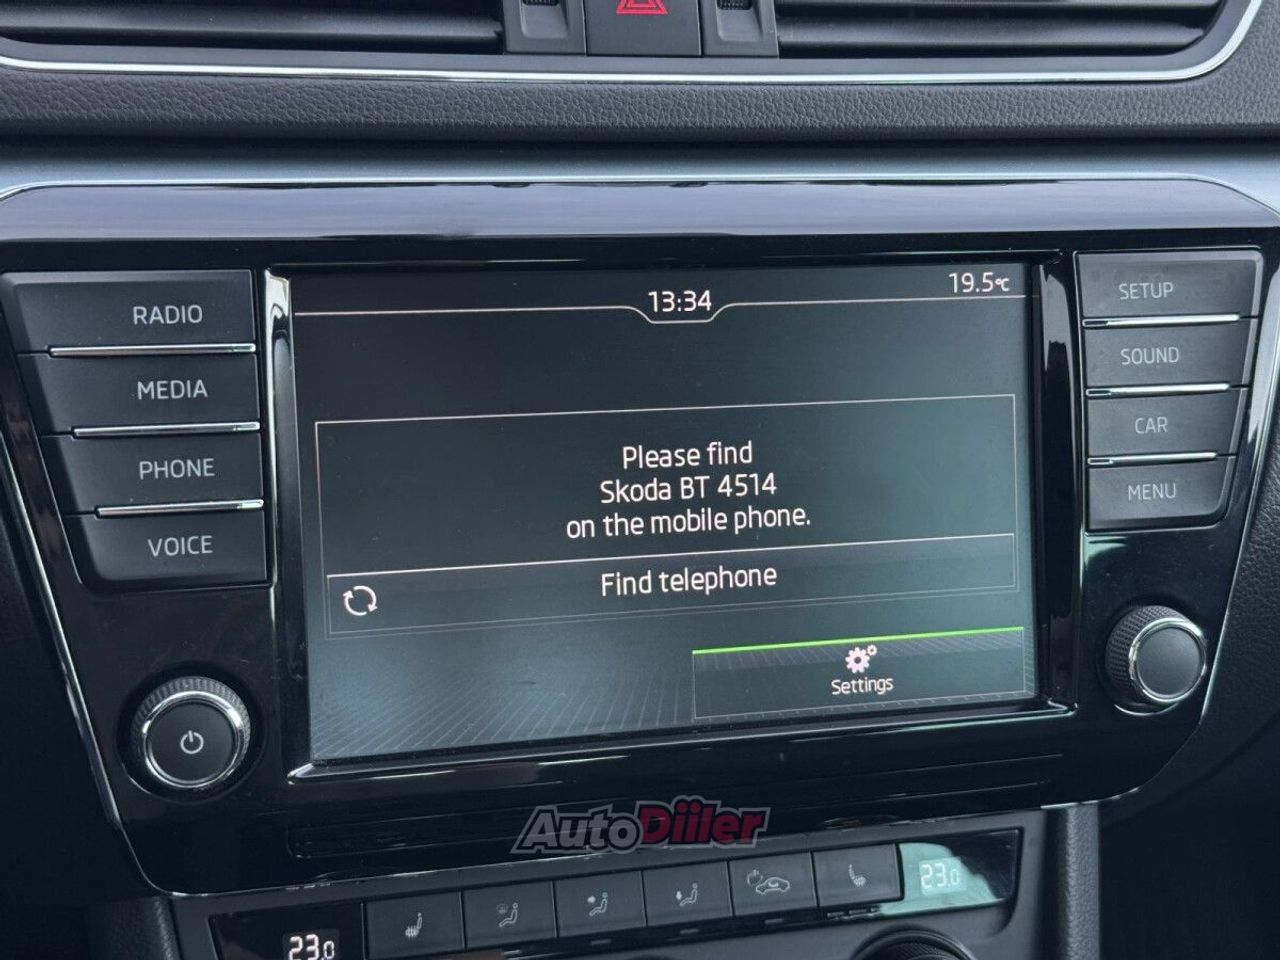 13:34
19.5°C
RADIO
MEDIA
PHONE
VOICE
Please find
Skoda BT 4514
on the mobile phone.
Find telephone
Settings
SETUP
SOUND
CAR
MENU
AutoDiiler
23.0
23.0